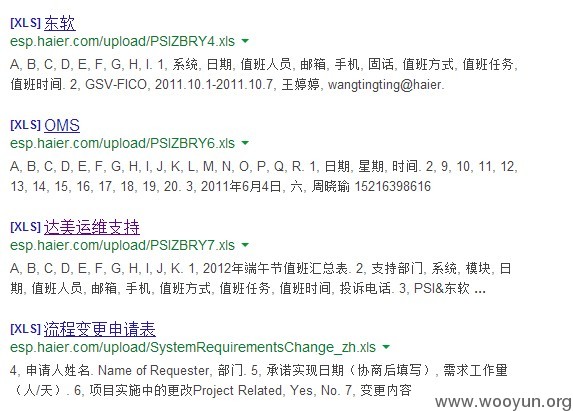 [XLS] 东软
esp.haier.com/upload/PSIZBRY4.xls
A, B, C, D, E, F, G, H, I. 1, 系统, 日期, 值班人员, 邮箱, 手机, 固话, 值班方式, 值班任务,
值班时间. 2, GSV-FICO, 2011.10.1-2011.10.7, 王婷婷, wangtingting@haier.
[XLS] OMS
esp.haier.com/upload/PSIZBRY6.xls
A, B, C, D, E, F, G, H, I, J, K, L, M, N, O, P, Q, R. 1, 日期, 星期, 时间. 2, 9, 10, 11, 12,
13, 14, 15, 16, 17, 18, 19, 20. 3, 2011年6月4日, 六, 周晓瑜 15216398616
[XLS] 达美运维支持
esp.haier.com/upload/PSIZBRY7.xls
A, B, C, D, E, F, G, H, I, J, K. 1, 2012年端午节值班汇总表. 2, 支持部门, 系统, 模块, 日
期, 值班人员, 邮箱, 手机, 值班方式, 值班任务, 值班时间, 投诉电话. 3, PSI&东软 ...
[XLS] 流程变更申请表
esp.haier.com/upload/SystemRequirementsChange_zh.xls
4, 申请人姓名. Name of Requester, 部门. 5, 承诺实现日期（协商后填写）, 需求工作量
（人/天）. 6, 项目实施中的更改Project Related, Yes, No. 7, 变更内容
www.wooyun.org